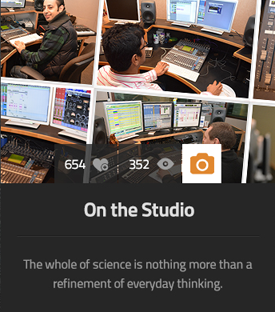 654 352
On the Studio
The whole of science is nothing more than a
refinement of everyday thinking.